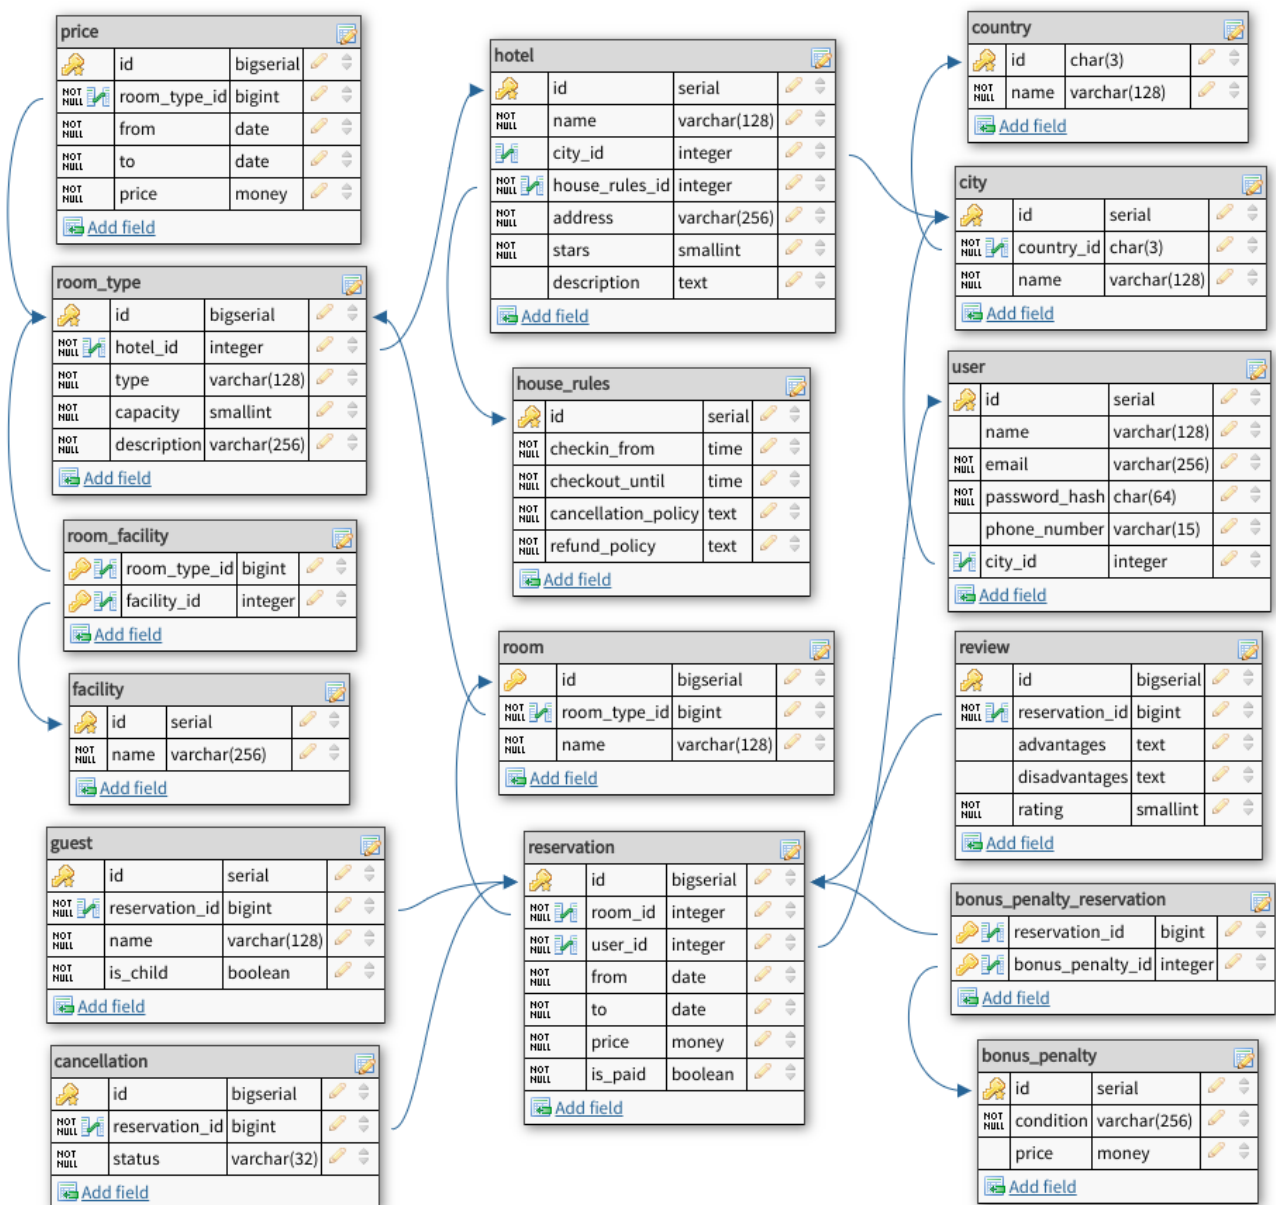 price
id bigserial
NOT NULL room_type_id bigint
NOT NULL from date
NOT NULL to date
NOT NULL price money
Add field
room_type
id bigserial
NOT NULL hotel_id integer
NOT NULL type varchar(128)
NOT NULL capacity smallint
NOT NULL description varchar(256)
Add field
room_facility
room_type_id bigint
facility_id integer
Add field
facility
id serial
NOT NULL name varchar(256)
Add field
guest
id serial
NOT NULL reservation_id bigint
NOT NULL name varchar(128)
NOT NULL is_child boolean
Add field
cancellation
id bigserial
NOT NULL reservation_id bigint
NOT NULL status varchar(32)
Add field
hotel
id serial
NOT NULL name varchar(128)
city_id integer
NOT NULL house_rules_id integer
NOT NULL address varchar(256)
NOT NULL stars smallint
description text
Add field
house_rules
id serial
NOT NULL checkin_from time
NOT NULL checkout_until time
NOT NULL cancellation_policy text
NOT NULL refund_policy text
Add field
room
id bigserial
NOT NULL room_type_id bigint
NOT NULL name varchar(128)
Add field
reservation
id bigserial
NOT NULL room_id integer
NOT NULL user_id integer
NOT NULL from date
NOT NULL to date
NOT NULL price money
NOT NULL is_paid boolean
Add field
country
id char(3)
NOT NULL name varchar(128)
Add field
city
id serial
NOT NULL country_id char(3)
NOT NULL name varchar(128)
Add field
user
id serial
name varchar(128)
NOT NULL email varchar(256)
NOT NULL password_hash char(64)
phone_number varchar(15)
city_id integer
Add field
review
id bigserial
NOT NULL reservation_id bigint
advantages text
disadvantages text
NOT NULL rating smallint
Add field
bonus_penalty_reservation
reservation_id bigint
bonus_penalty_id integer
Add field
bonus_penalty
id serial
NOT NULL condition varchar(256)
price money
Add field